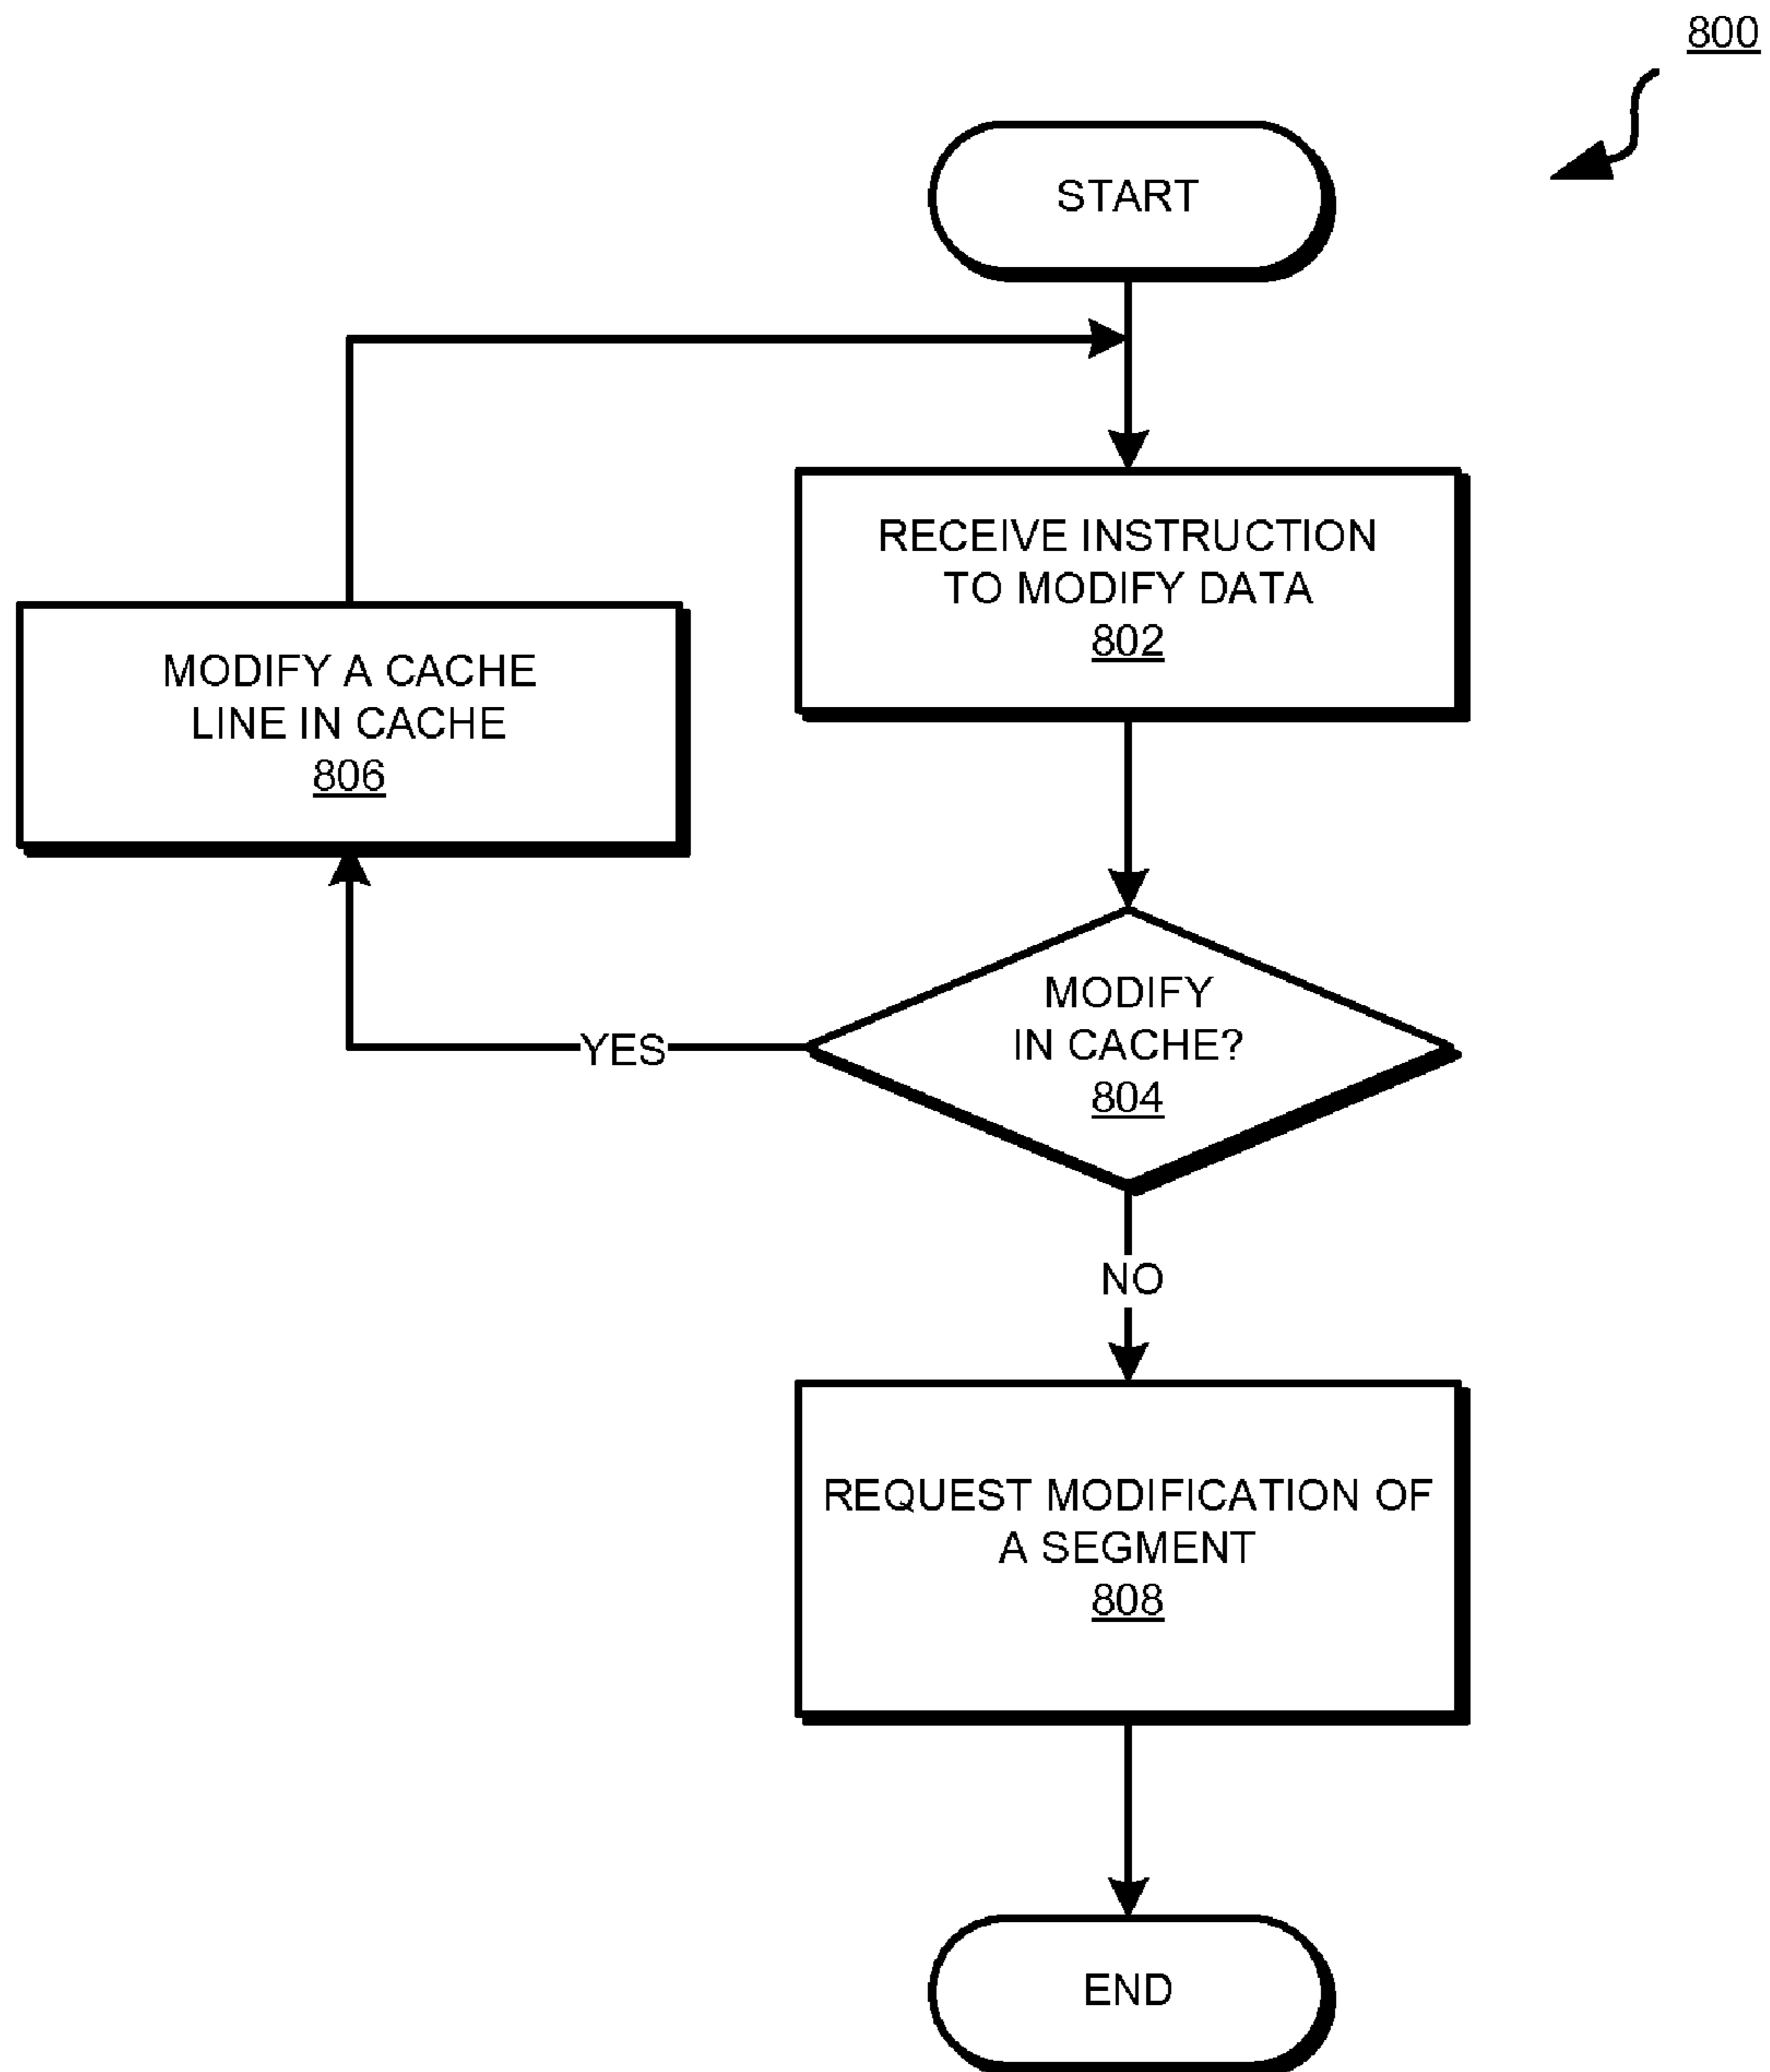 800
START
RECEIVE INSTRUCTION
TO MODIFY DATA
802
MODIFY A CACHE
LINE IN CACHE
806
MODIFY
IN CACHE?
804
YES
NO
REQUEST MODIFICATION OF
A SEGMENT
808
END